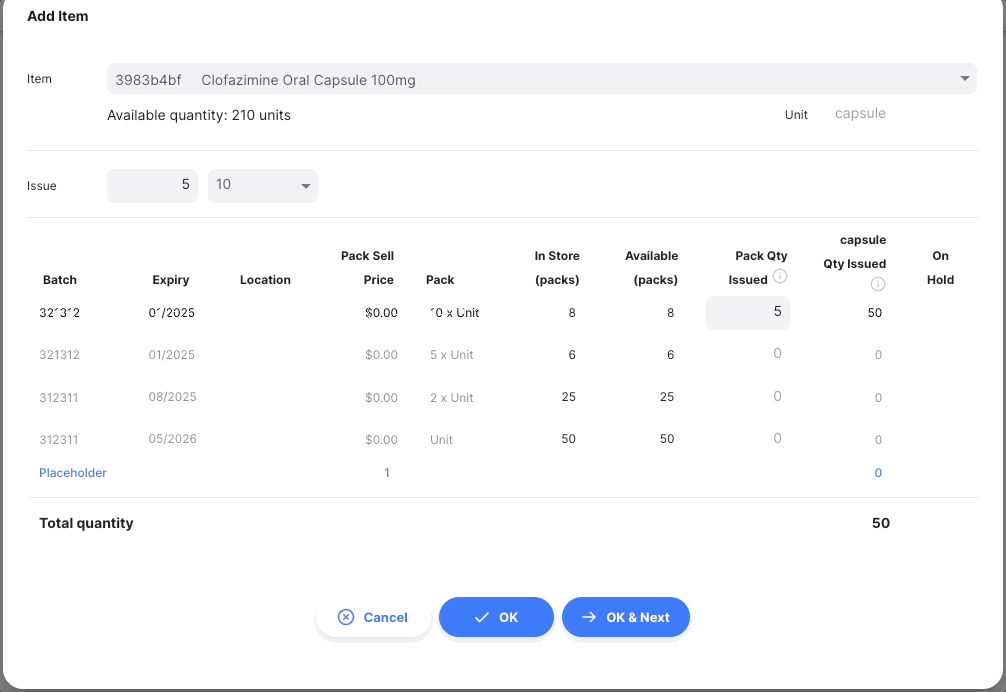 Add Item
Item 3983b4bf Clofazimine Oral Capsule 100mg
Available quantity: 210 units Unit capsule
Issue 5 10
Batch Expiry Location Pack Sell Price Pack In Store (packs) Available (packs) Pack Qty Issued capsule Qty Issued On Hold
321312 01/2025 $0.00 10 x Unit 8 8 5 50
321312 01/2025 $0.00 5 x Unit 6 6 0 0
312311 08/2025 $0.00 2 x Unit 25 25 0 0
312311 05/2026 $0.00 Unit 50 50 0 0
Placeholder 1 0
Total quantity 50
Cancel OK OK & Next